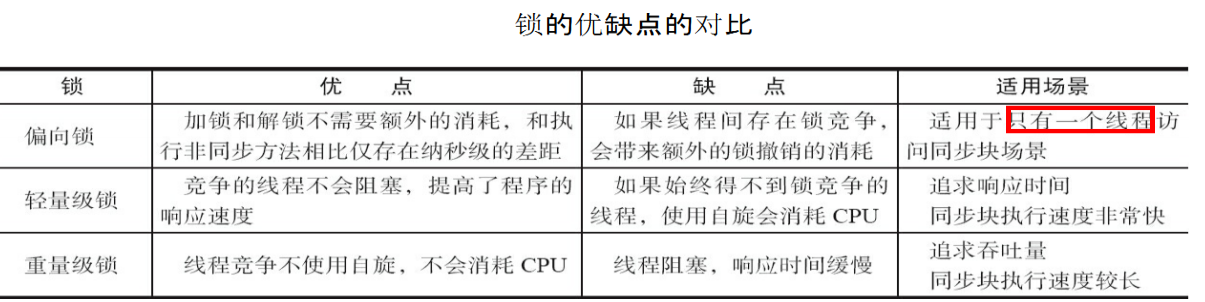 锁的优缺点的对比
锁 优 点 缺 点 适用场景
偏向锁
加锁和解锁不需要额外的消耗，和执
行非同步方法相比仅存在纳秒级的差距
如果线程间存在锁竞争，
会带来额外的锁撤销的消耗
适用于只有一个线程访
问同步块场景
轻量级锁
竞争的线程不会阻塞，提高了程序的
响应速度
如果始终得不到锁竞争的
线程，使用自旋会消耗 CPU
追求响应时间
同步块执行速度非常快
重量级锁
线程竞争不使用自旋，不会消耗 CPU
线程阻塞，响应时间缓慢
追求吞吐量
同步块执行速度较长